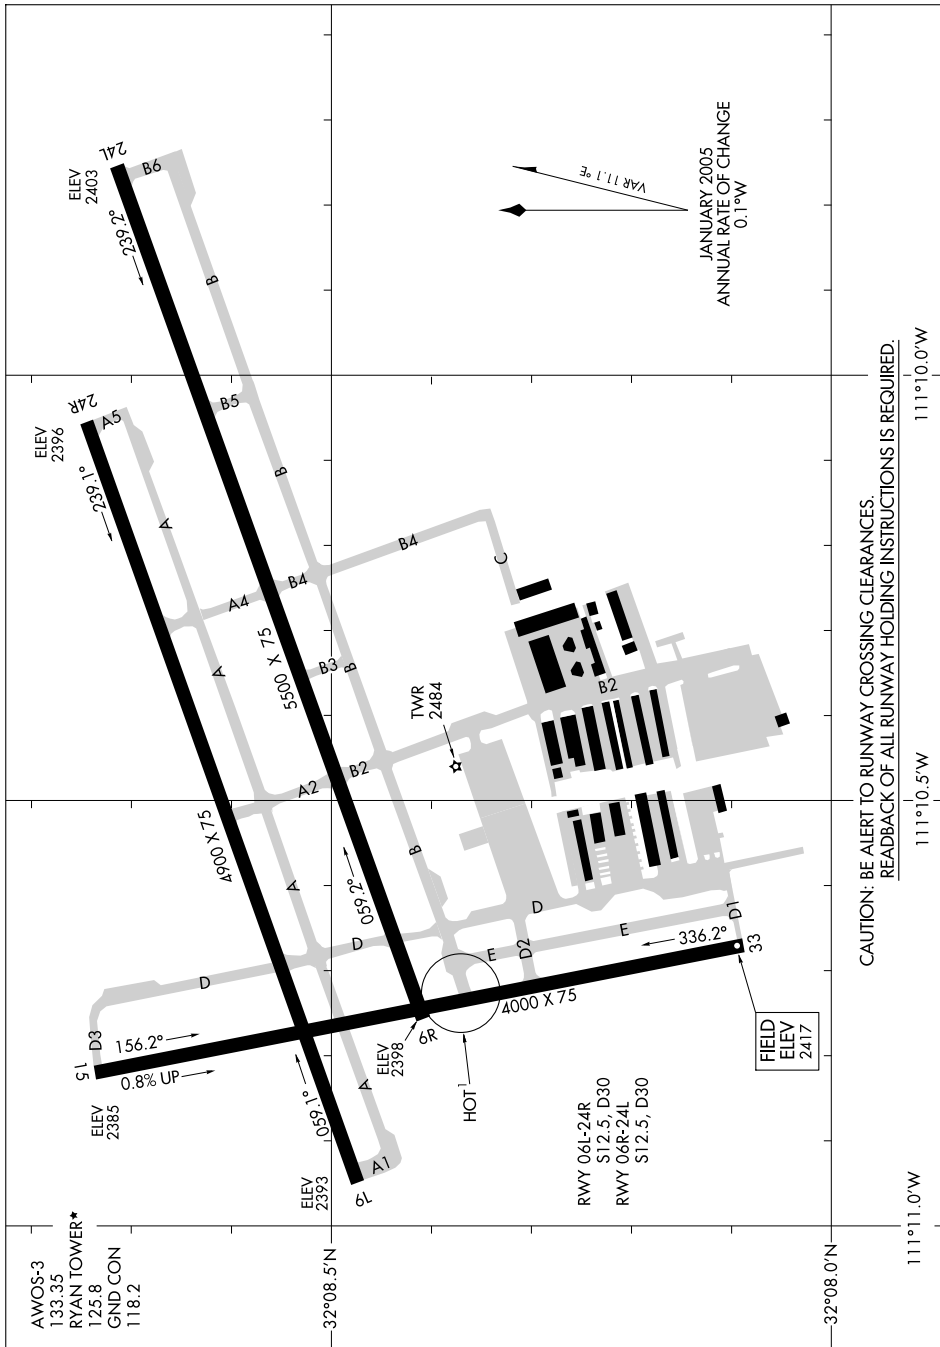 AWOS-3
133.35
RYAN TOWER★
125.8
GND CON
118.2
ELEV
2385
15
D3
156.2°
0.8% UP
D
ELEV
2396
24R
A5
239.1°
A
ELEV
2403
24L
B6
239.2°
B
B5
B
A4
A
B4
B4
C
5500 X 75
B3
B
4900 X 75
A2
B2
A
D
059.2°
B
TWR
2484
B2
ELEV
2393
059.1°
6L
A1
A
ELEV
2398
6R
HOT1
E
D2
D
E
4000 X 75
336.2°
D1
33
FIELD
ELEV
2417
RWY 06L-24R
S12.5, D30
RWY 06R-24L
S12.5, D30
VAR 11.1°E
JANUARY 2005
ANNUAL RATE OF CHANGE
0.1°W
32°08.5'N
32°08.0'N
111°11.0'W
111°10.5'W
111°10.0'W
CAUTION: BE ALERT TO RUNWAY CROSSING CLEARANCES.
READBACK OF ALL RUNWAY HOLDING INSTRUCTIONS IS REQUIRED.